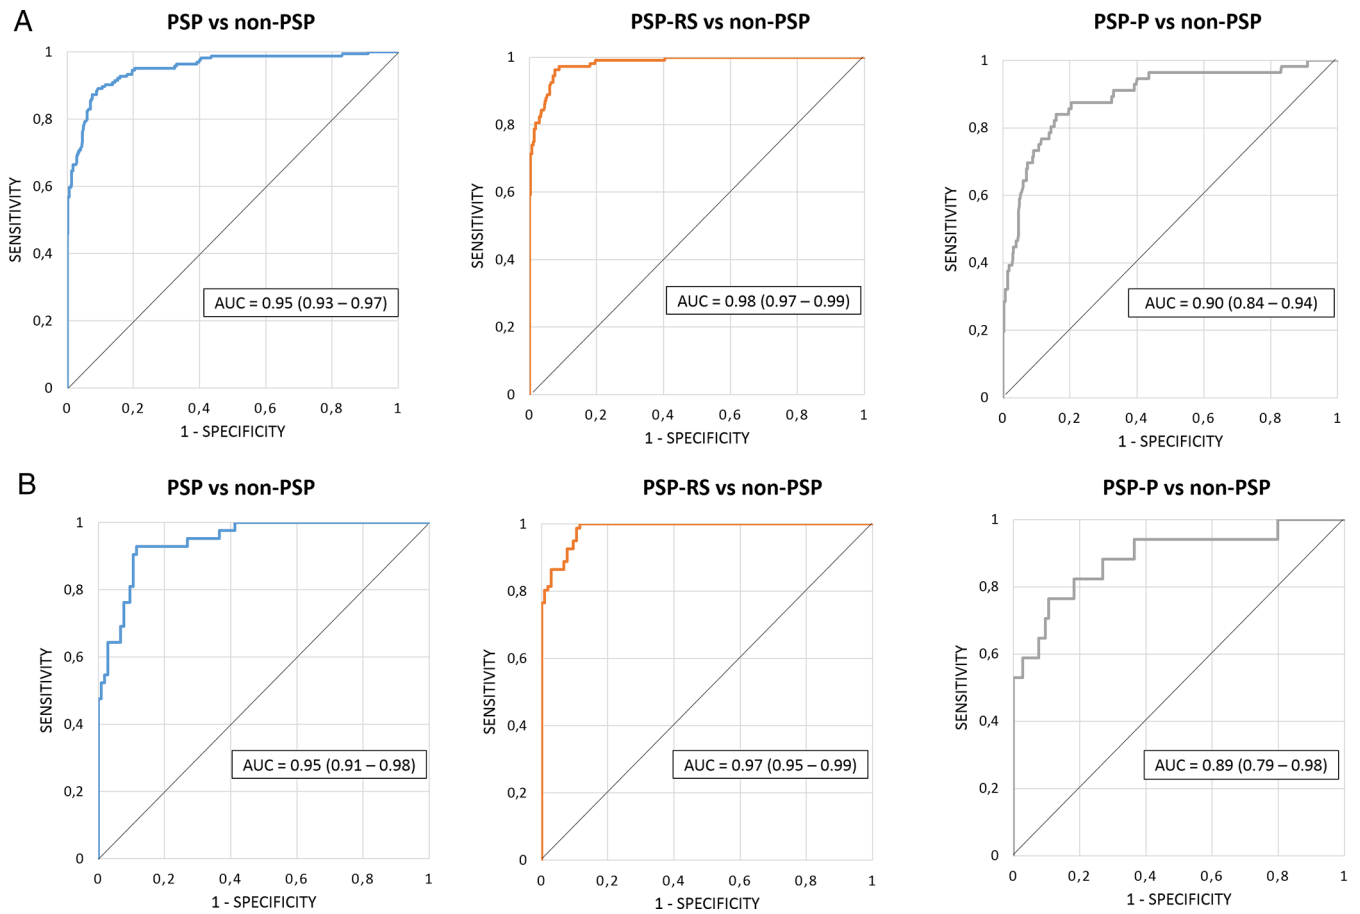 A
PSP vs non-PSP
1
0,8
0,6
0,4
0,2
0
SENSITIVITY
AUC = 0.95 (0.93 – 0.97)
0 0,2 0,4 0,6 0,8 1
1 - SPECIFICITY
PSP-RS vs non-PSP
1
0,8
0,6
0,4
0,2
0
SENSITIVITY
AUC = 0.98 (0.97 – 0.99)
0 0,2 0,4 0,6 0,8 1
1 - SPECIFICITY
PSP-P vs non-PSP
1
0,8
0,6
0,4
0,2
0
SENSITIVITY
AUC = 0.90 (0.84 – 0.94)
0 0,2 0,4 0,6 0,8 1
1 - SPECIFICITY
B
PSP vs non-PSP
1
0,8
0,6
0,4
0,2
0
SENSITIVITY
AUC = 0.95 (0.91 – 0.98)
0 0,2 0,4 0,6 0,8 1
1 - SPECIFICITY
PSP-RS vs non-PSP
1
0,8
0,6
0,4
0,2
0
SENSITIVITY
AUC = 0.97 (0.95 – 0.99)
0 0,2 0,4 0,6 0,8 1
1 - SPECIFICITY
PSP-P vs non-PSP
1
0,8
0,6
0,4
0,2
0
SENSITIVITY
AUC = 0.89 (0.79 – 0.98)
0 0,2 0,4 0,6 0,8 1
1 - SPECIFICITY